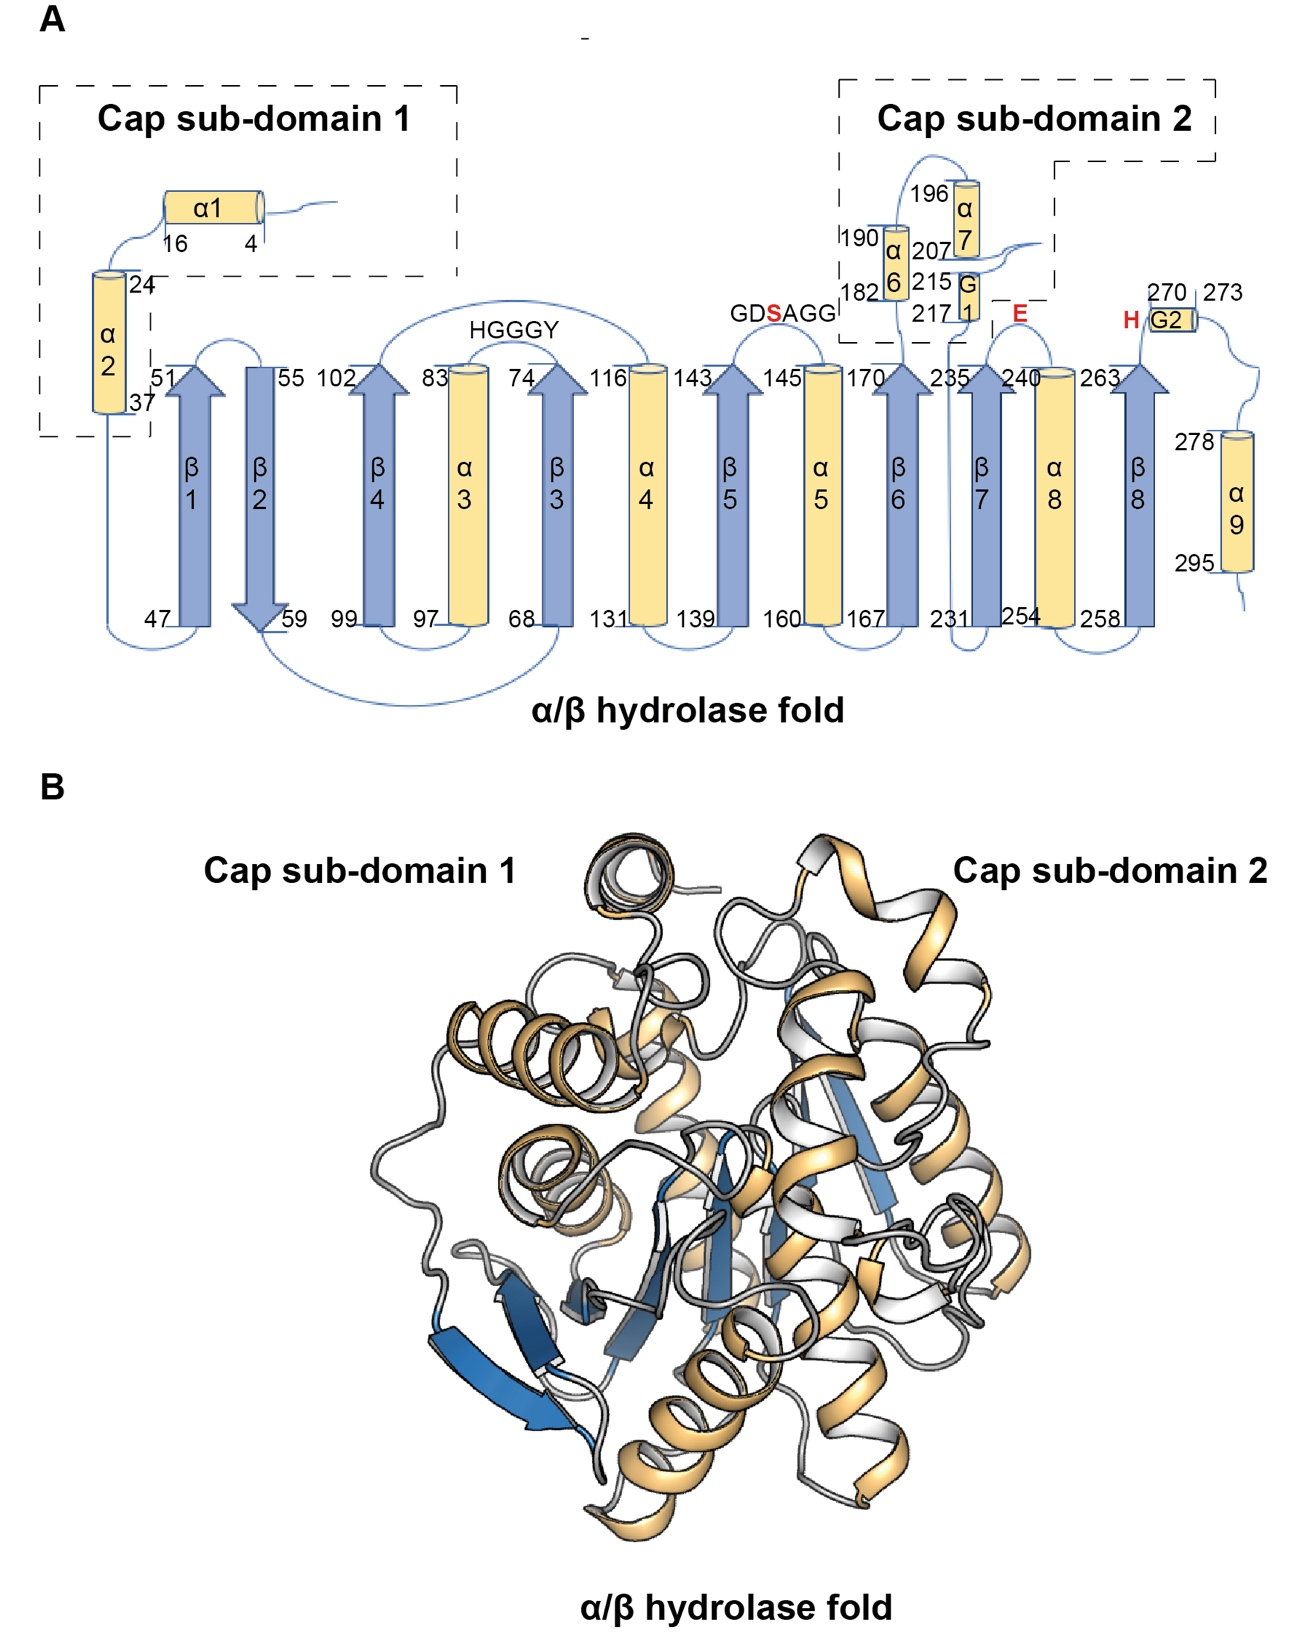 A
-
Cap sub-domain 1
Cap sub-domain 2
α1
16 4
24
α
2
37
196
α
7
190
α
6
207
182
215
G
1
217
E
H
270 273
G2
HGGGY
GDSAGG
51 55 102 83 74 116 143 145 170 235 240 263
278
β
1
β
2
β
4
α
3
β
3
α
4
β
5
α
5
β
6
β
7
α
8
β
8
α
9
295
47 59 99 97 68 131 139 160 167 231 254 258
α/β hydrolase fold
B
Cap sub-domain 1
Cap sub-domain 2
α/β hydrolase fold